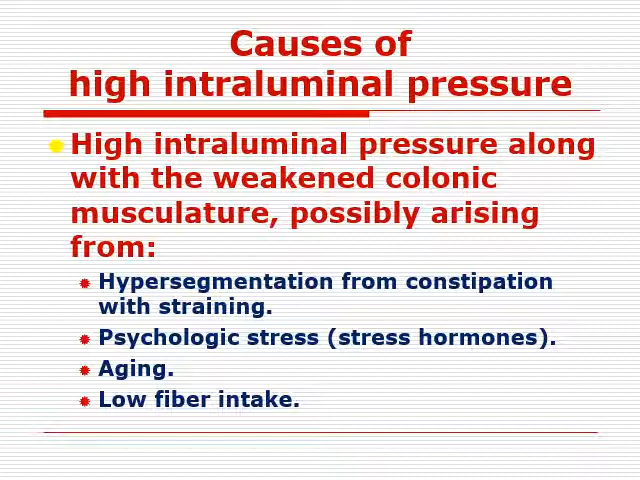 Causes of
high intraluminal pressure
High intraluminal pressure along
with the weakened colonic
musculature, possibly arising
from:
Hypersegmentation from constipation
with straining.
Psychologic stress (stress hormones).
Aging.
Low fiber intake.